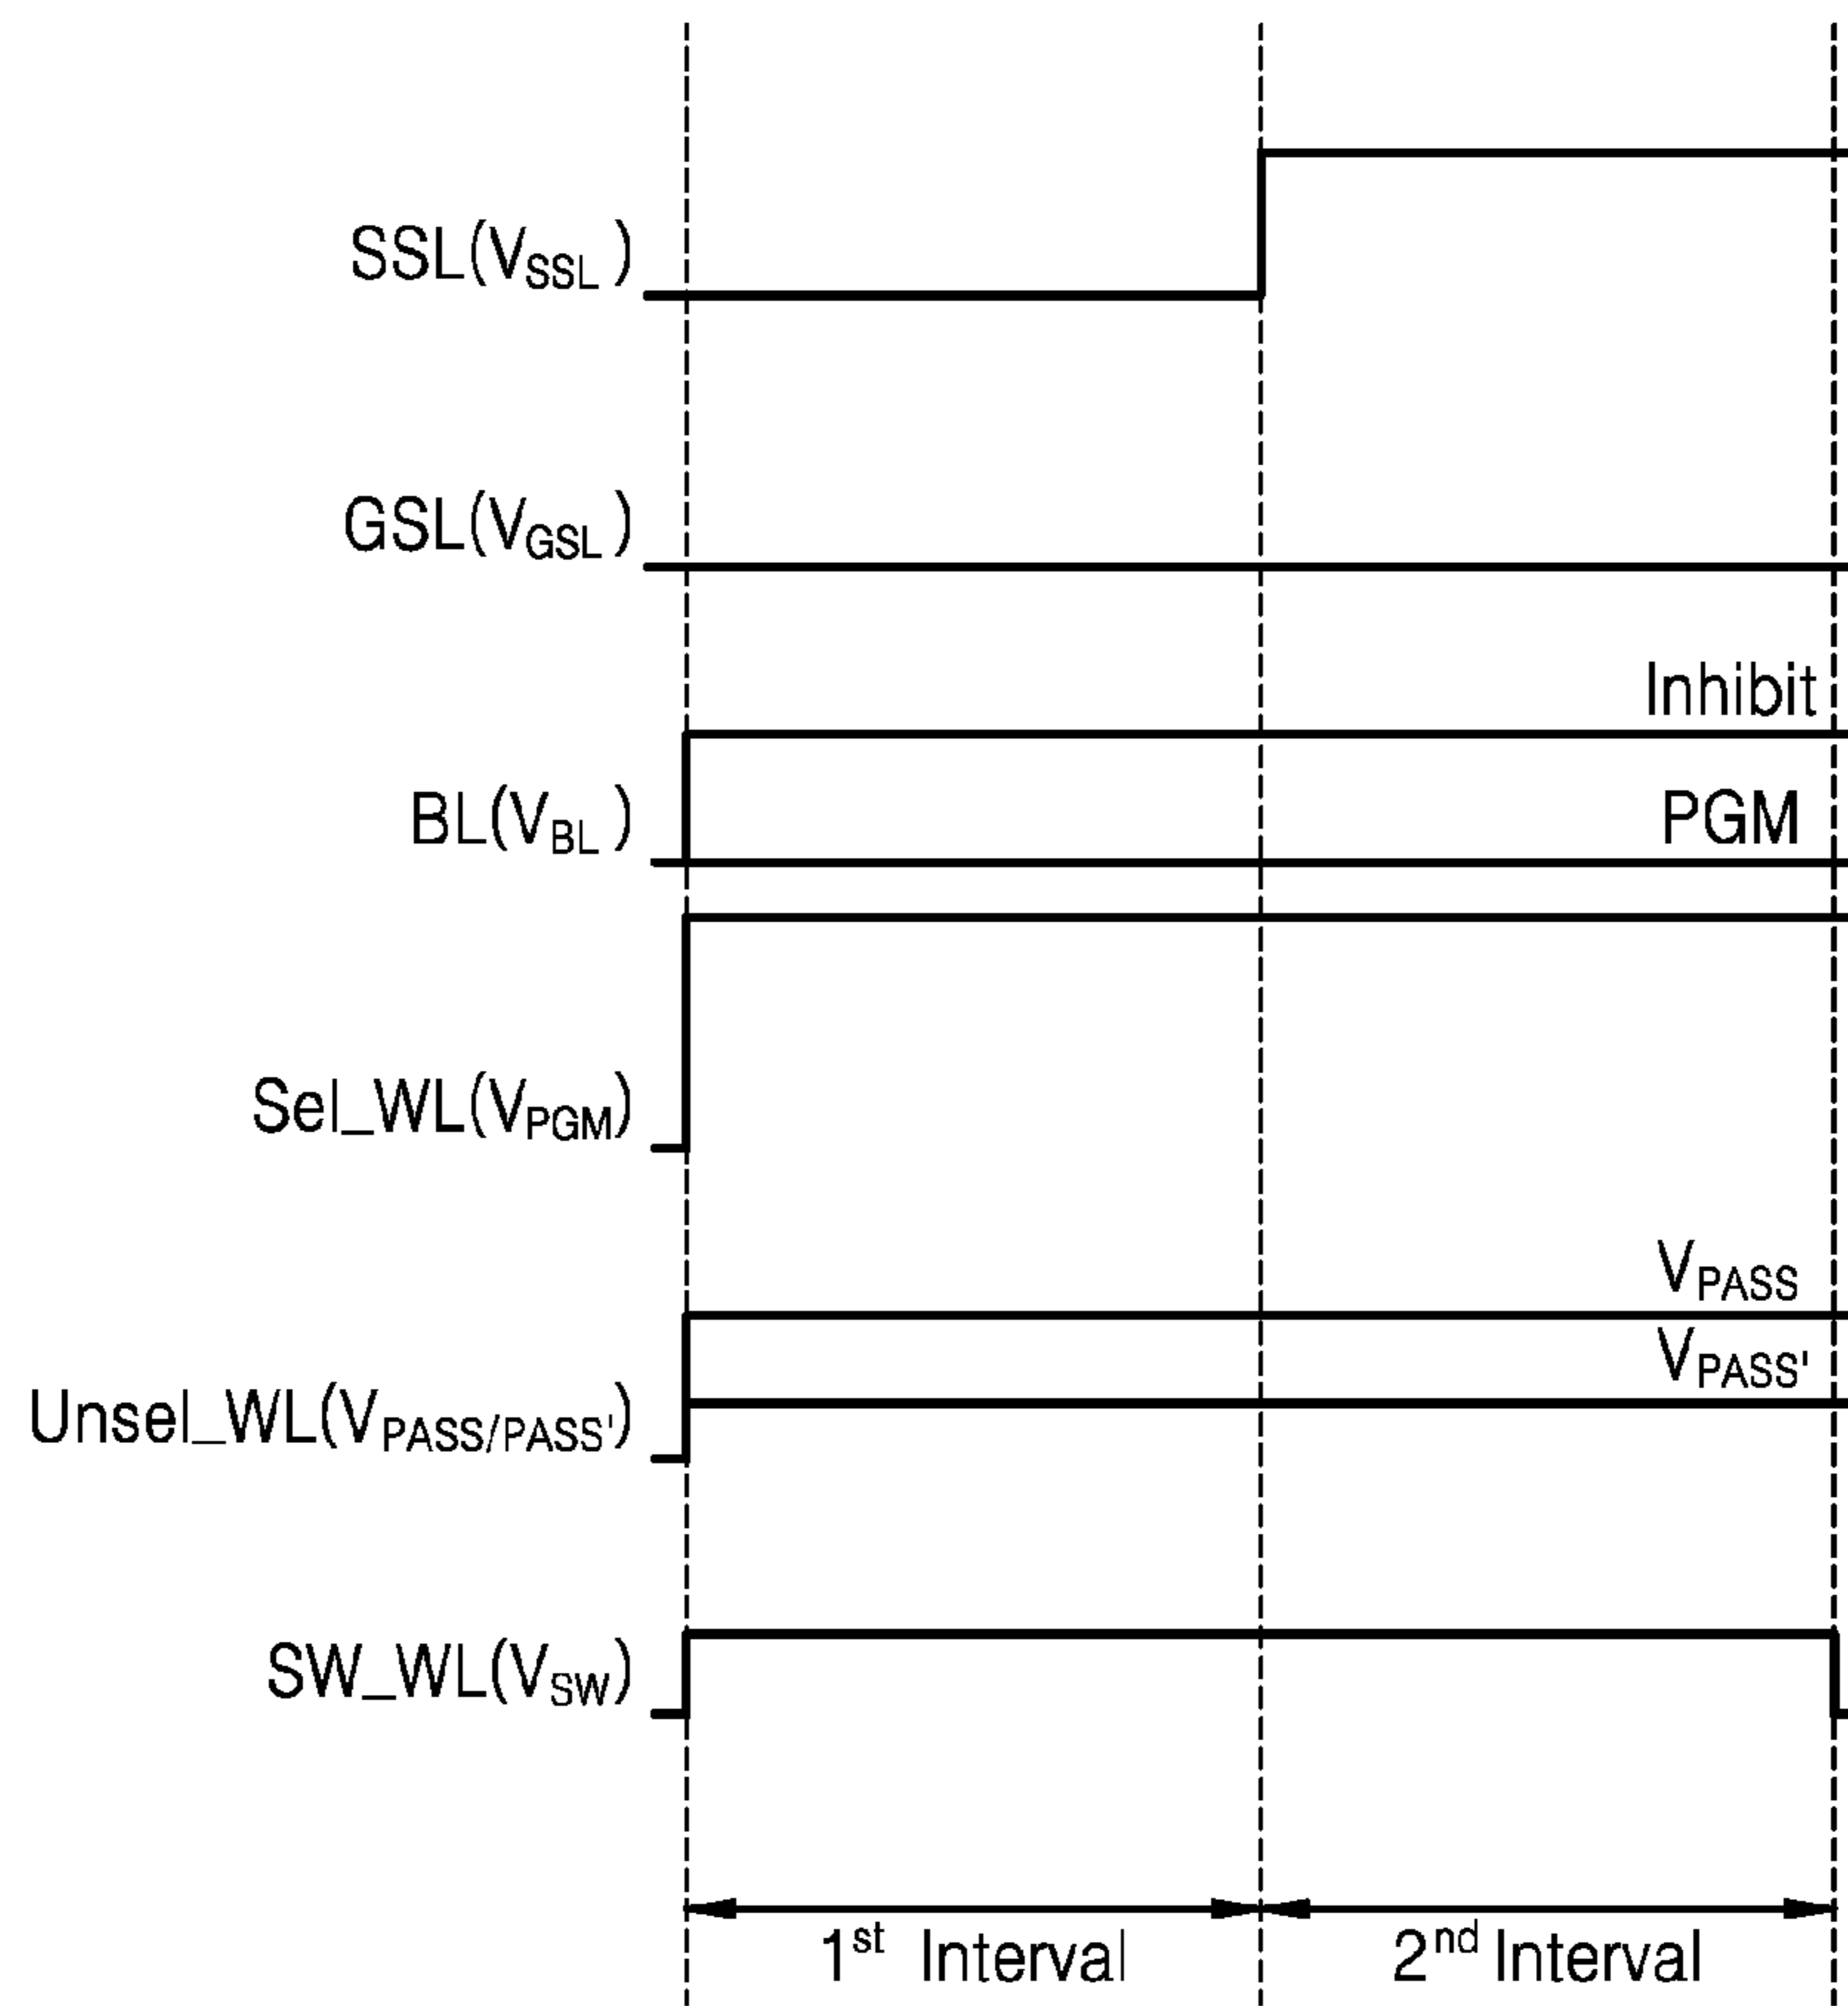 SSL(VSSL)
GSL(VGSL)
Inhibit
BL(VBL)
PGM
Sel_WL(VPGM)
VPASS
VPASS'
Unsel_WL(VPASS/PASS')
SW_WL(VSW)
1st Interval
2nd Interval